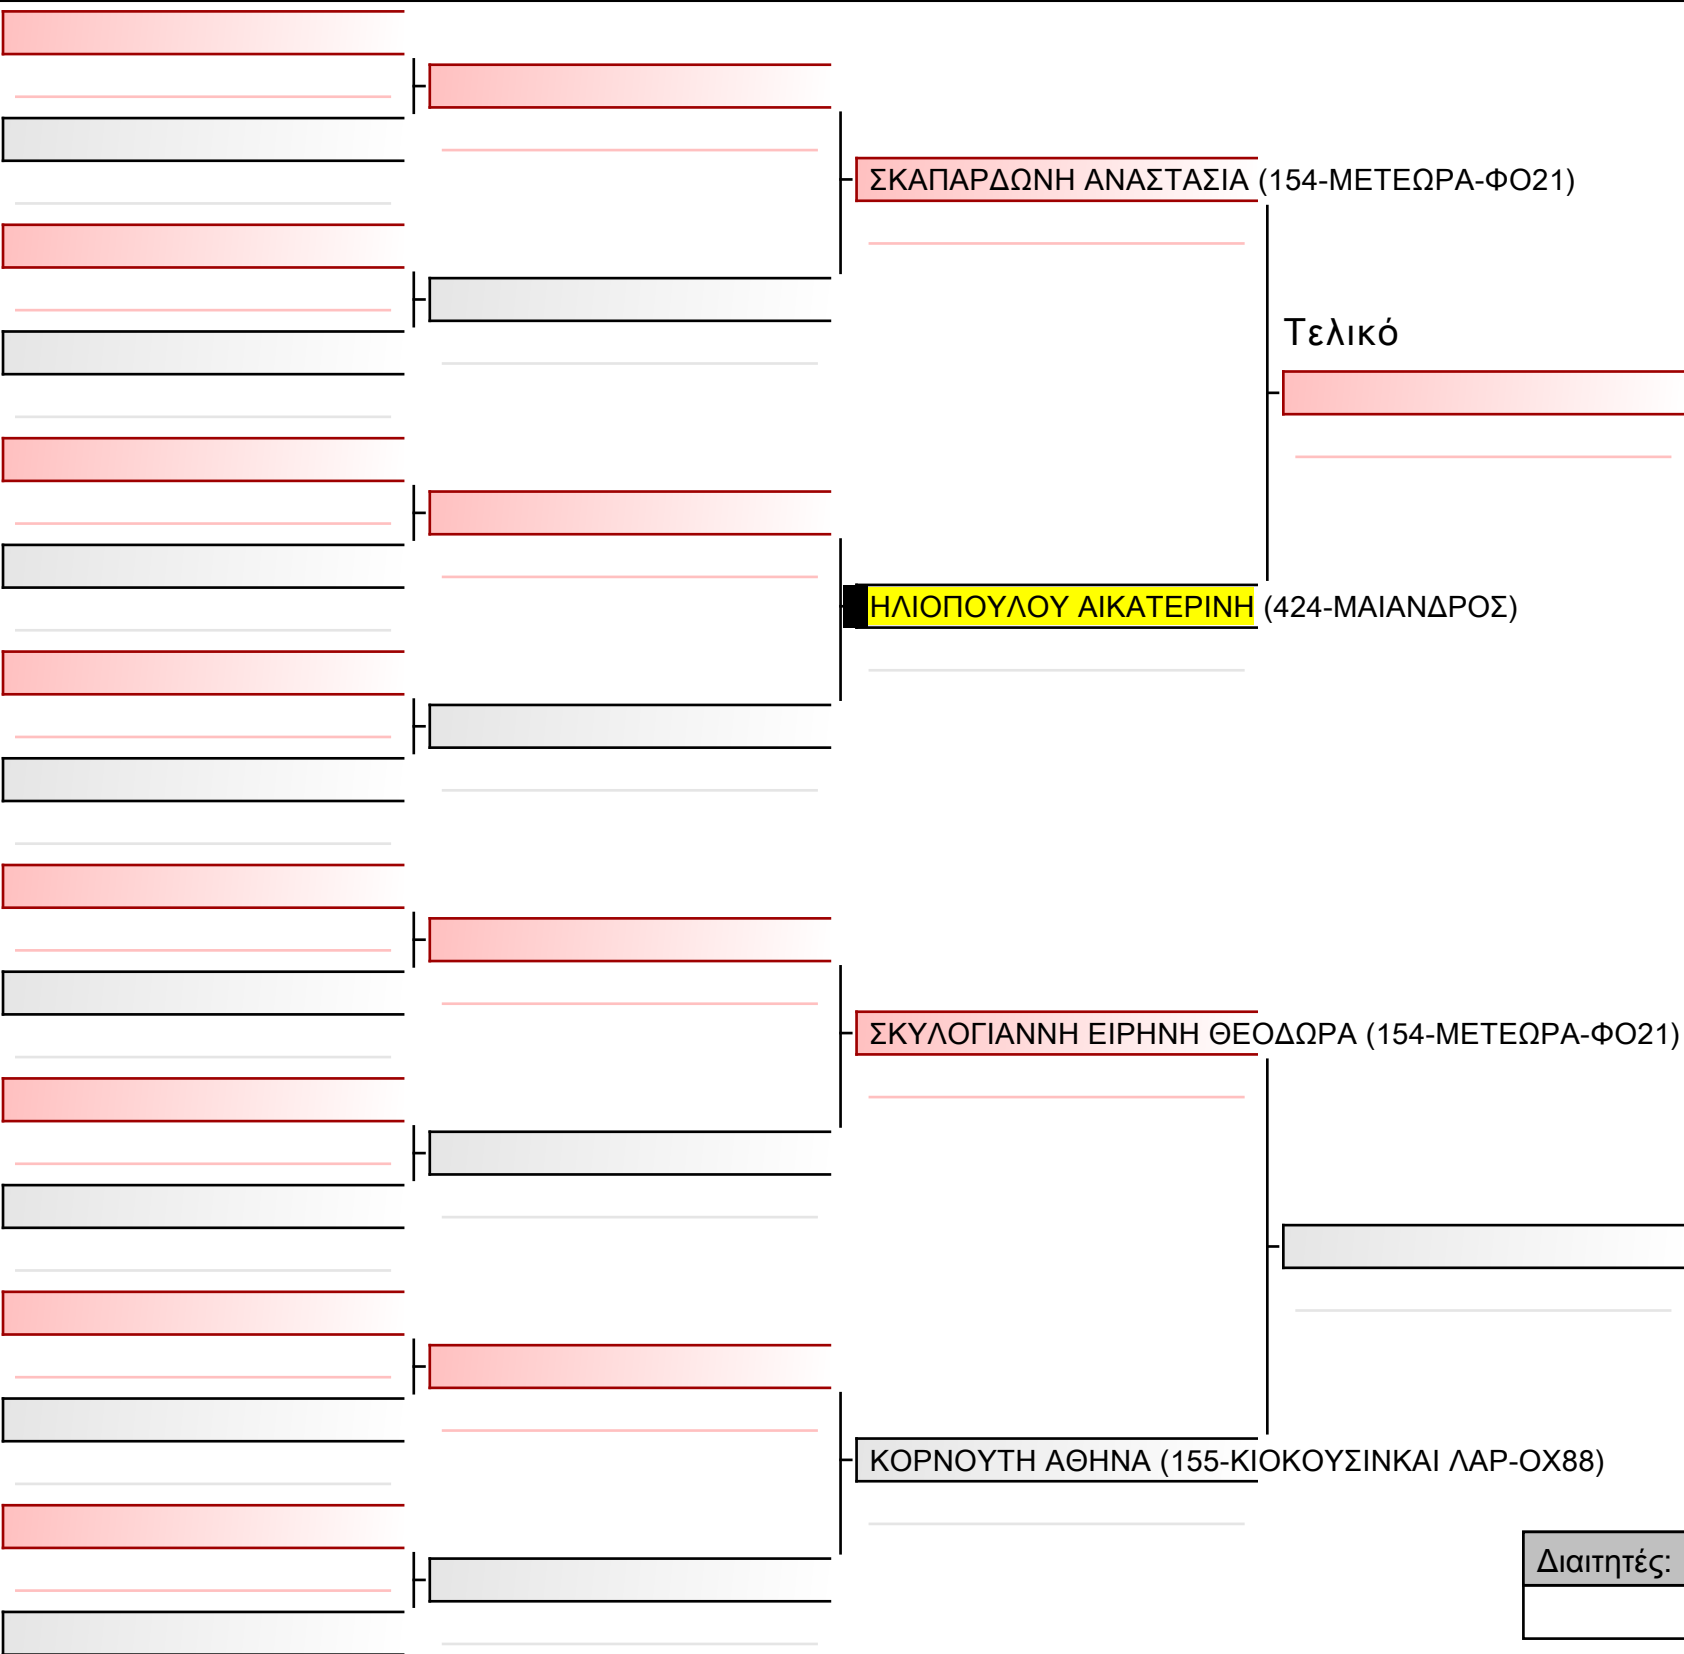 ΣΚΑΠΑΡΔΩΝΗ ΑΝΑΣΤΑΣΙΑ (154-ΜΕΤΕΩΡΑ-ΦΟ21)
Τελικό
ΗΛΙΟΠΟΥΛΟΥ ΑΙΚΑΤΕΡΙΝΗ (424-ΜΑΙΑΝΔΡΟΣ)
ΣΚΥΛΟΓΙΑΝΝΗ ΕΙΡΗΝΗ ΘΕΟΔΩΡΑ (154-ΜΕΤΕΩΡΑ-ΦΟ21)
ΚΟΡΝΟΥΤΗ ΑΘΗΝΑ (155-ΚΙΟΚΟΥΣΙΝΚΑΙ ΛΑΡ-ΟΧ88)
Διαιτητές: